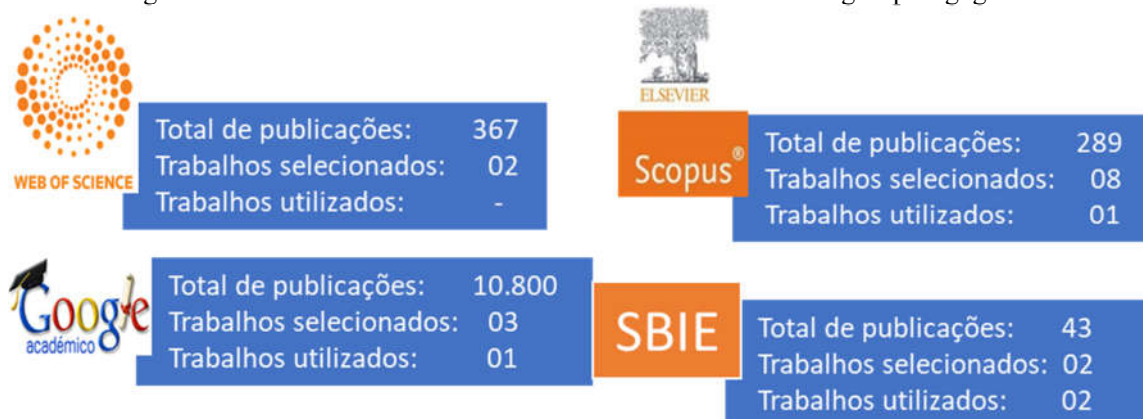 WEB OF SCIENCE
Total de publicações: 367
Trabalhos selecionados: 02
Trabalhos utilizados: -
ELSEVIER
Scopus®
Total de publicações: 289
Trabalhos selecionados: 08
Trabalhos utilizados: 01
Google
académico
Total de publicações: 10.800
Trabalhos selecionados: 03
Trabalhos utilizados: 01
SBIE
Total de publicações: 43
Trabalhos selecionados: 02
Trabalhos utilizados: 02